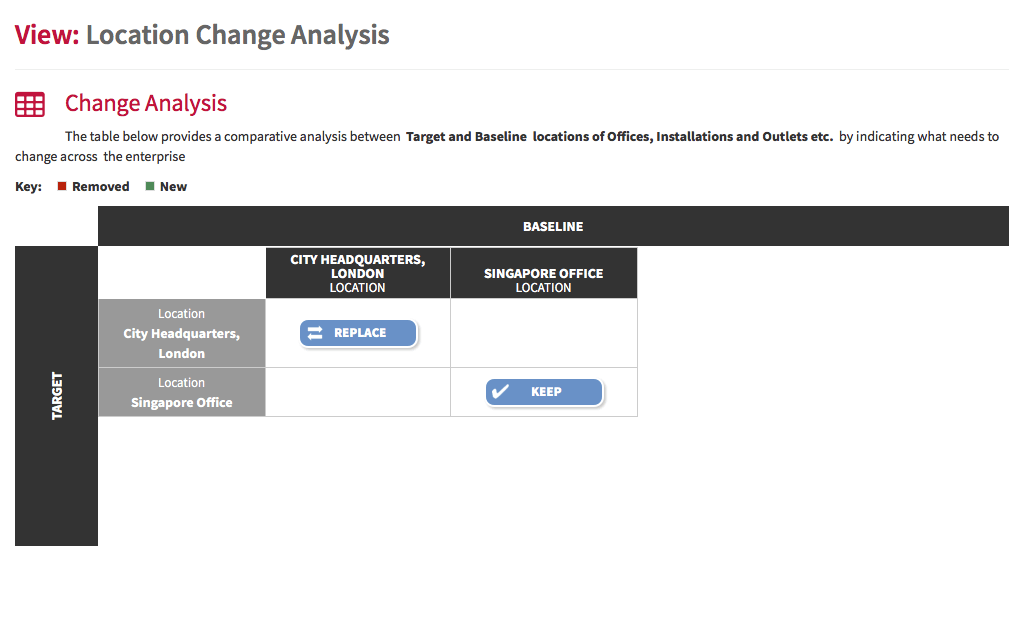 View: Location Change Analysis
Change Analysis
The table below provides a comparative analysis between Target and Baseline locations of Offices, Installations and Outlets etc. by indicating what needs to
change across the enterprise
Key: Removed New
BASELINE
CITY HEADQUARTERS,
LONDON
LOCATION
SINGAPORE OFFICE
LOCATION
TARGET
Location
City Headquarters,
London
REPLACE
Location
Singapore Office
KEEP